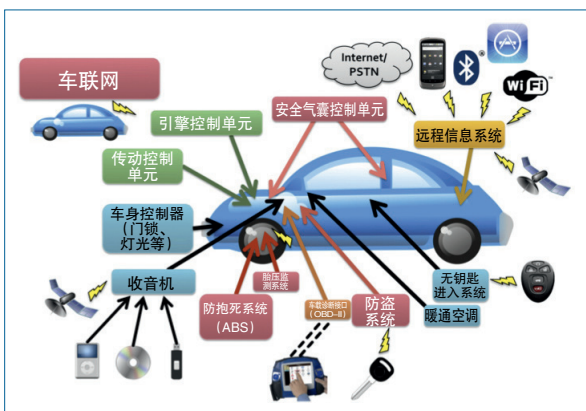 Internet/
PSTN
®
车联网
WiFi™
安全气囊控制单元
引擎控制单元
远程信息系统
传动控制
单元
车身控制器
（门锁、
灯光等）
胎压监
测系统
收音机
无钥匙
进入系统
防抱死系统
（ABS）
车载诊断接口
（OBD-II）
防盗
系统
暖通空调